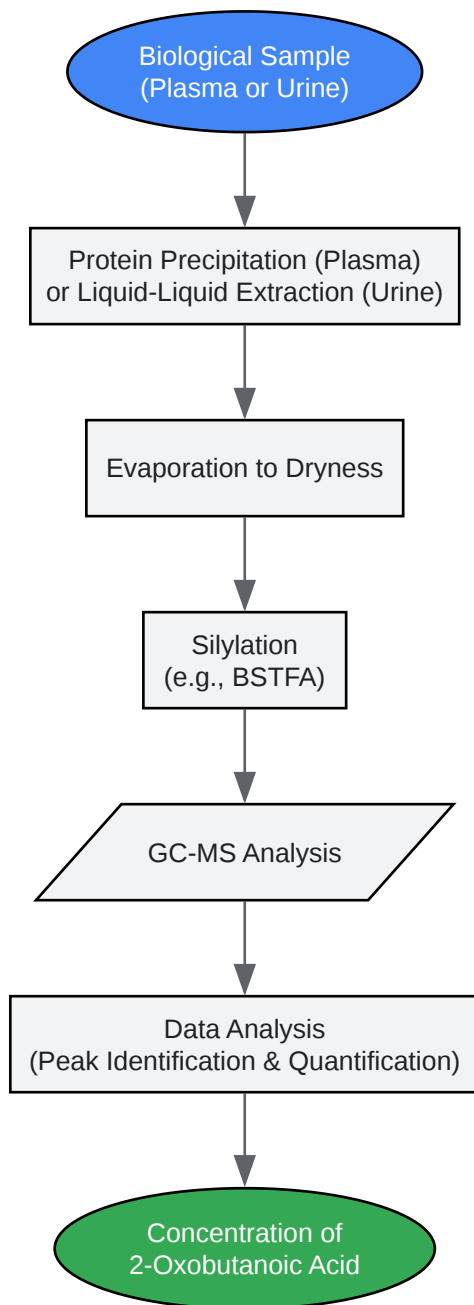 Biological Sample
(Plasma or Urine)
Protein Precipitation (Plasma)
or Liquid-Liquid Extraction (Urine)
Evaporation to Dryness
Silylation
(e.g., BSTFA)
GC-MS Analysis
Data Analysis
(Peak Identification & Quantification)
Concentration of
2-Oxobutanoic Acid